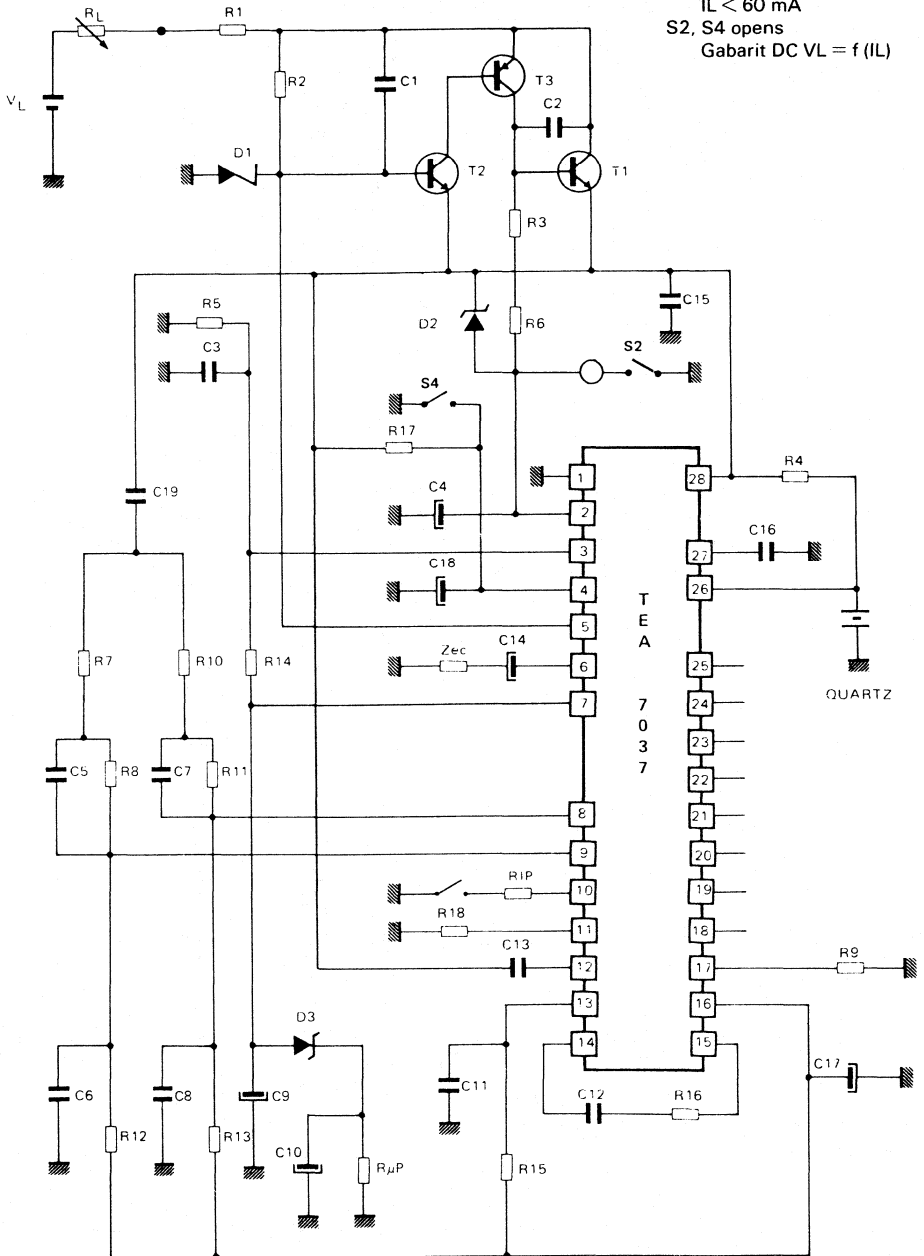 IL < 60 mA
S2, S4 opens
Gabarit DC VL = f (IL)
RL
R1
R2
C1
T3
C2
VL
D1
T2
T1
R3
R5
C15
D2
R6
C3
S2
S4
R17
R4
C19
C4
1
28
2
C16
3
27
C18
4
26
T
E
A
5
R7
R10
R14
Zec
C14
6
25
QUARTZ
7
24
7
0
3
7
23
C5
R8
C7
R11
22
8
21
9
20
RIP
10
19
R18
11
18
C13
12
17
R9
D3
13
16
14
15
C17
C6
C8
C9
C11
C12
R16
R12
R13
C10
RμP
R15